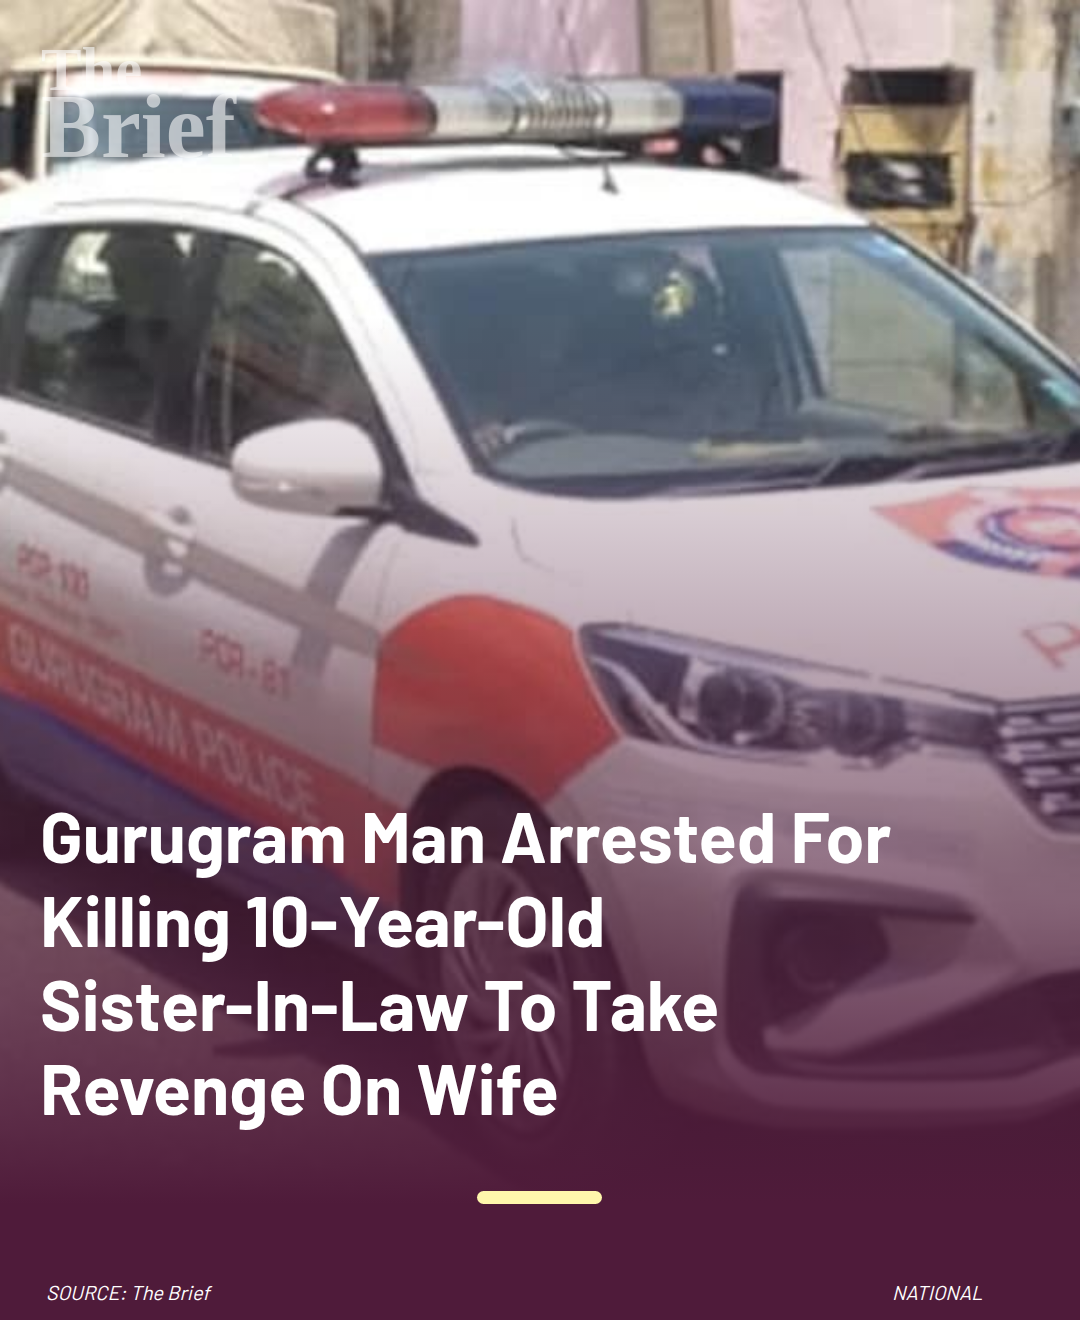 The
Brief
PCR 100
PCR-81
GURUGRAM POLICE
P
Gurugram Man Arrested For
Killing 10-Year-Old
Sister-In-Law To Take
Revenge On Wife
SOURCE: The Brief
NATIONAL